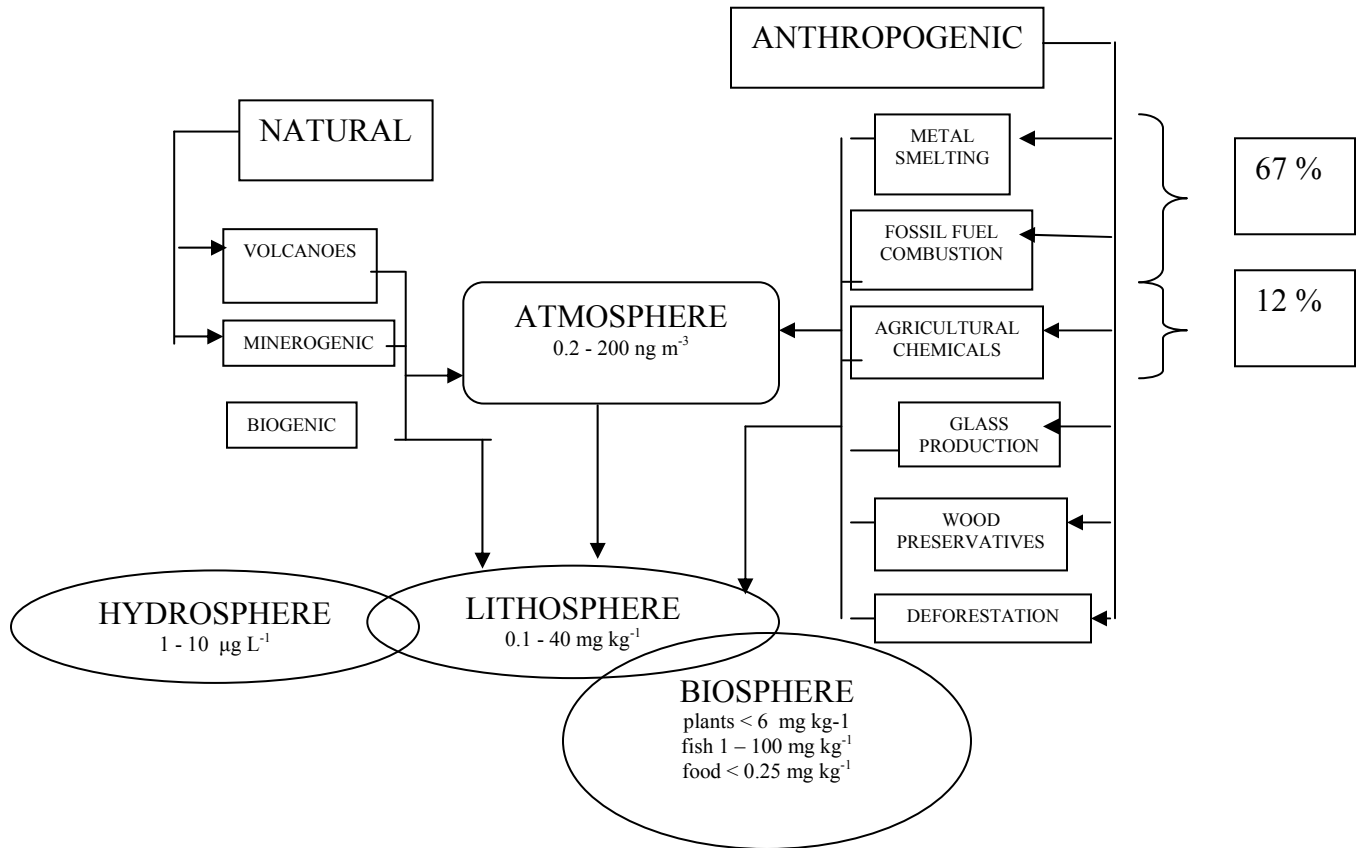 ANTHROPOGENIC
NATURAL
METAL
SMELTING
67 %
VOLCANOES
FOSSIL FUEL
COMBUSTION
ATMOSPHERE
0.2 - 200 ng m⁻³
12 %
MINEROGENIC
AGRICULTURAL
CHEMICALS
BIOGENIC
GLASS
PRODUCTION
WOOD
PRESERVATIVES
HYDROSPHERE
1 - 10 µg L⁻¹
LITHOSPHERE
0.1 - 40 mg kg⁻¹
DEFORESTATION
BIOSPHERE
plants < 6 mg kg-1
fish 1 – 100 mg kg⁻¹
food < 0.25 mg kg⁻¹